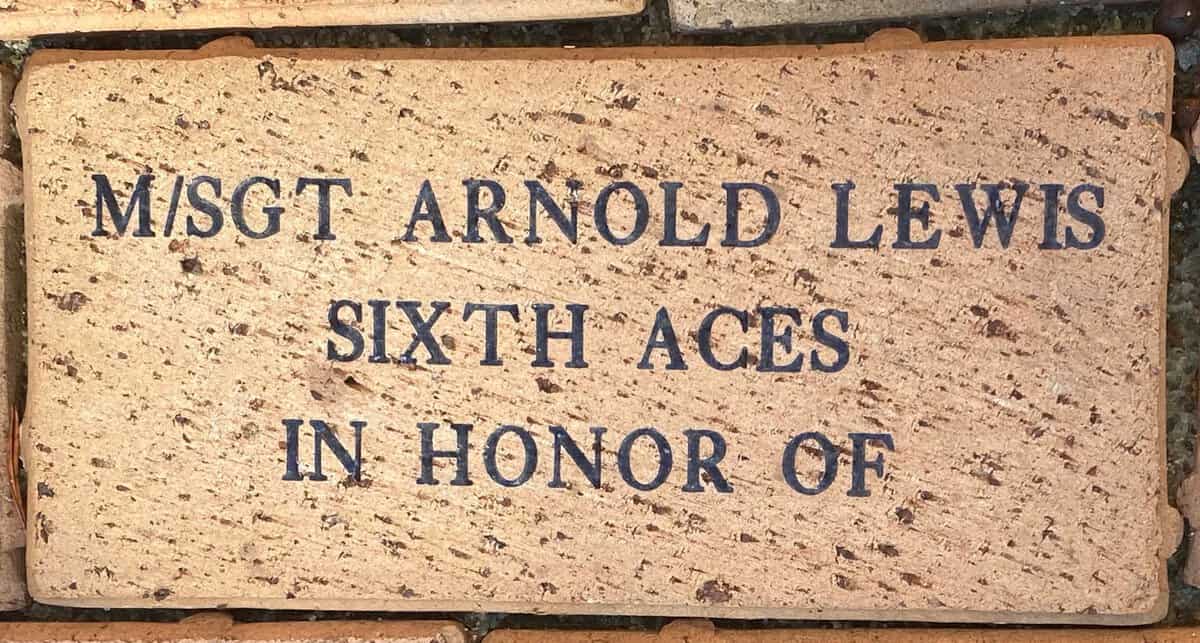 M/SGT ARNOLD LEWIS
SIXTH ACES
IN HONOR OF